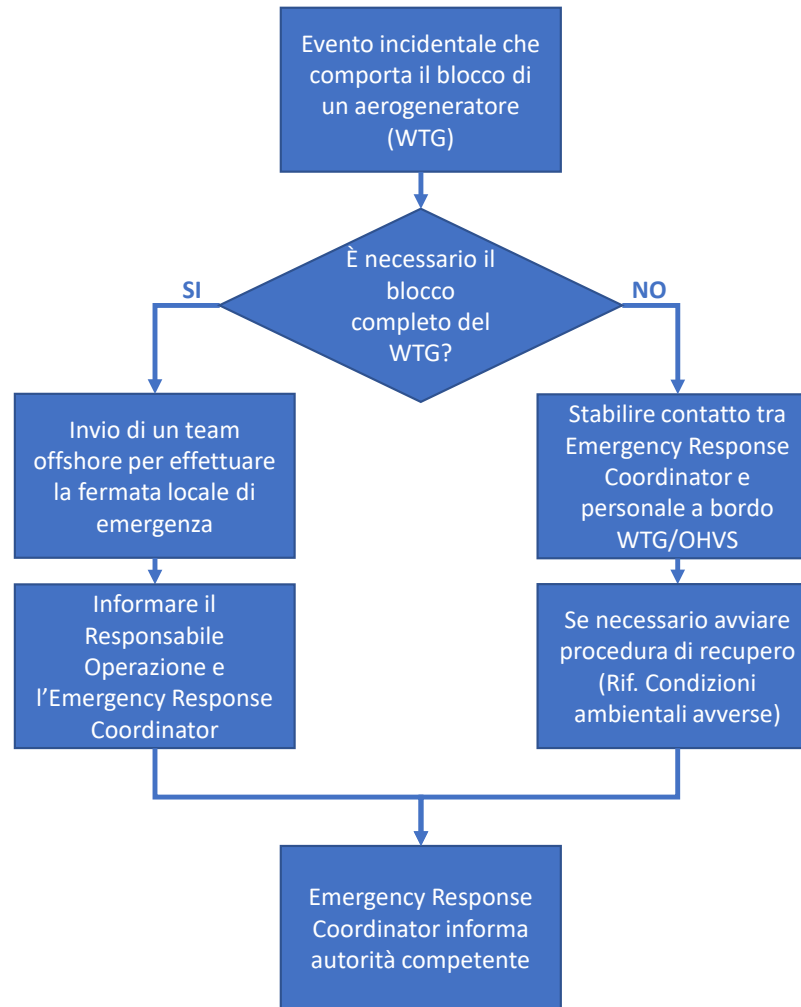 Evento incidentale che
comporta il blocco di
un aerogeneratore
(WTG)
È necessario il
blocco
completo del
WTG?
SI
NO
Invio di un team
offshore per effettuare
la fermata locale di
emergenza
Stabilire contatto tra
Emergency Response
Coordinator e
personale a bordo
WTG/OHVS
Informare il
Responsabile
Operazione e
l’Emergency Response
Coordinator
Se necessario avviare
procedura di recupero
(Rif. Condizioni
ambientali avverse)
Emergency Response
Coordinator informa
autorità competente